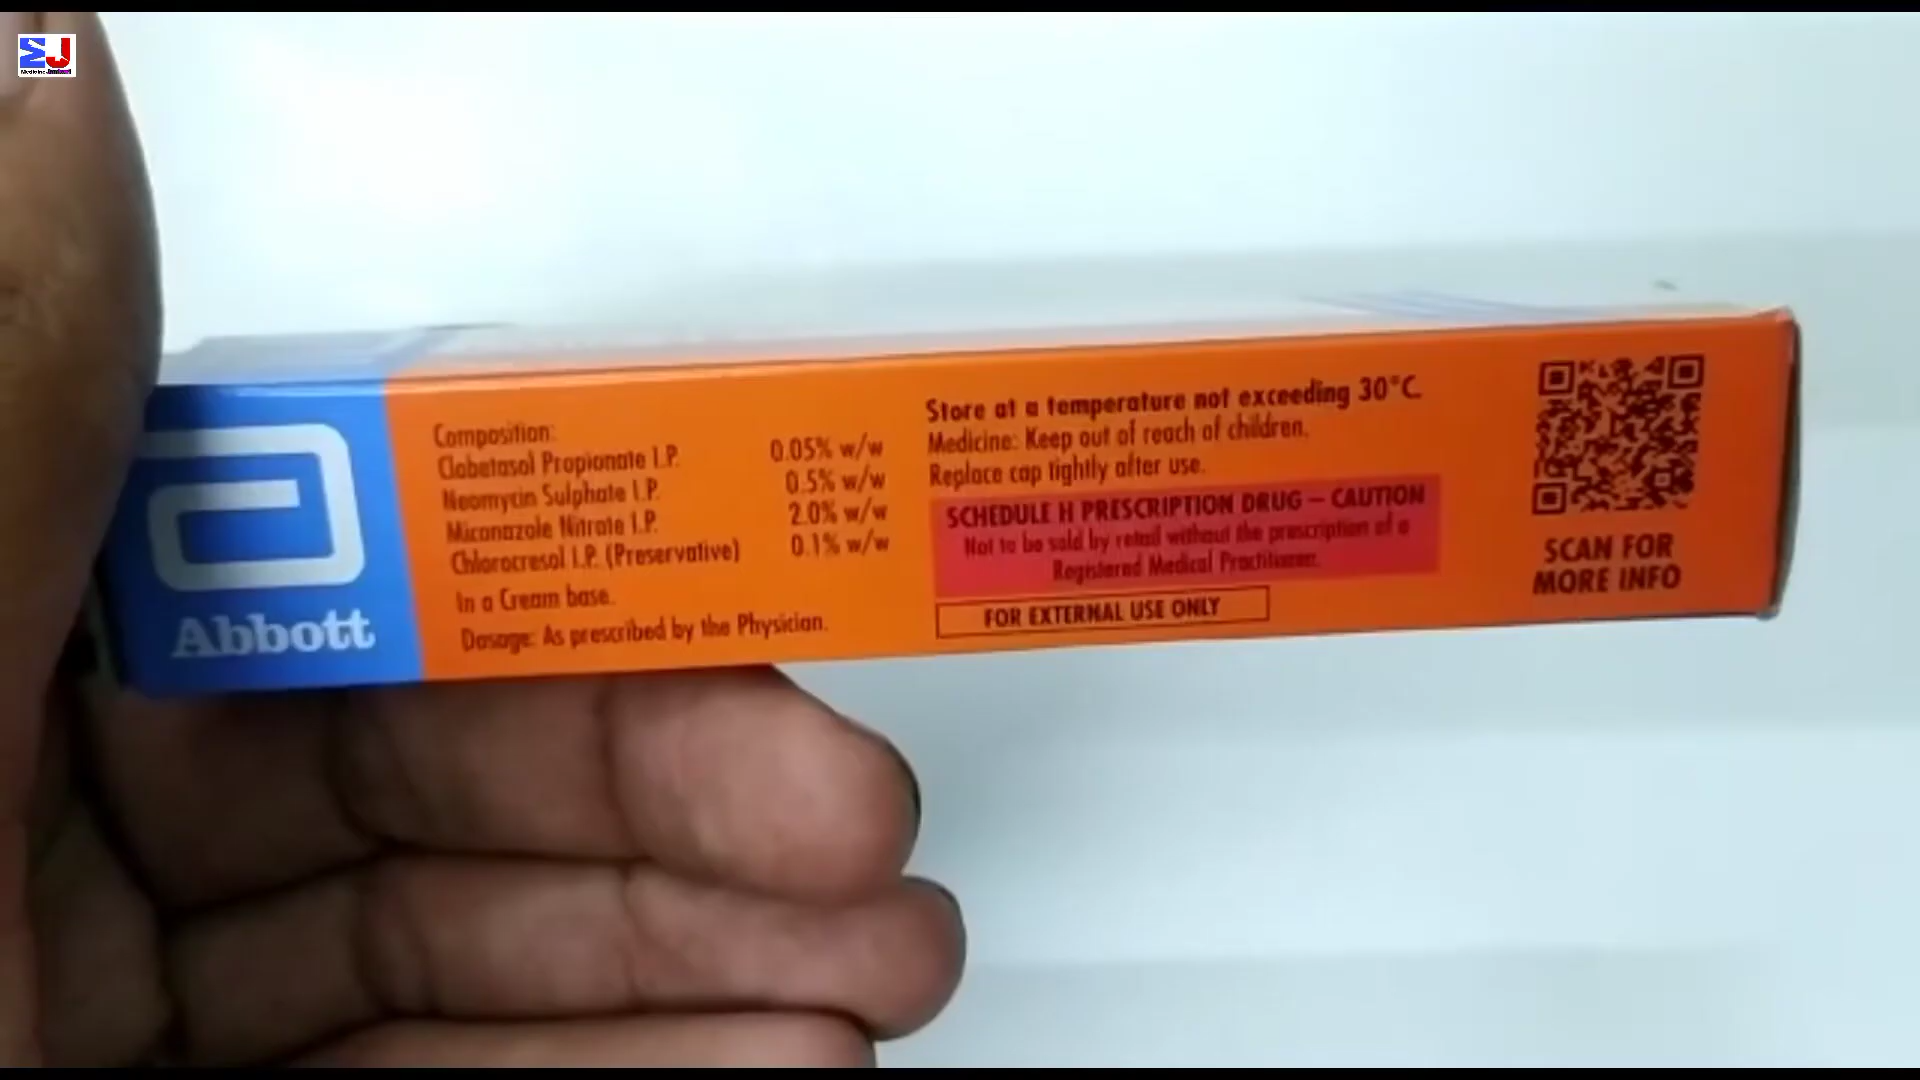 MJ
Abbott
Composition:
Clobetasol Propionate I.P. 0.05% w/w
Neomycin Sulphate I.P. 0.5% w/w
Miconazole Nitrate I.P. 2.0% w/w
Chlorocresol I.P. (Preservative) 0.1% w/w
In a Cream base.
Dosage: As prescribed by the Physician.
Store at a temperature not exceeding 30°C.
Medicine: Keep out of reach of children.
Replace cap tightly after use.
SCHEDULE H PRESCRIPTION DRUG – CAUTION
Not to be sold by retail without the prescription of a
Registered Medical Practitioner.
FOR EXTERNAL USE ONLY
SCAN FOR
MORE INFO